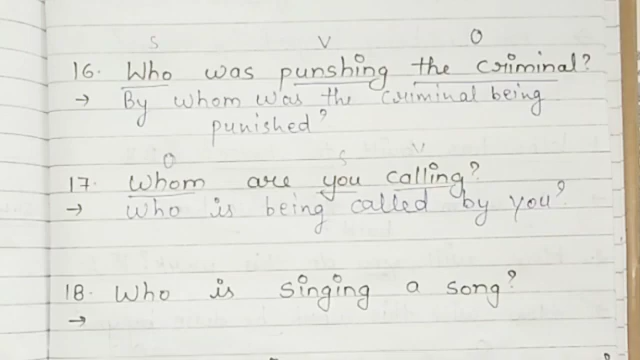 S V O
16. Who was punshing the criminal?
→ By whom was the criminal being
punished?
O S V
17. Whom are you calling?
→ Who is being called by you?
18. Who is singing a song?
→